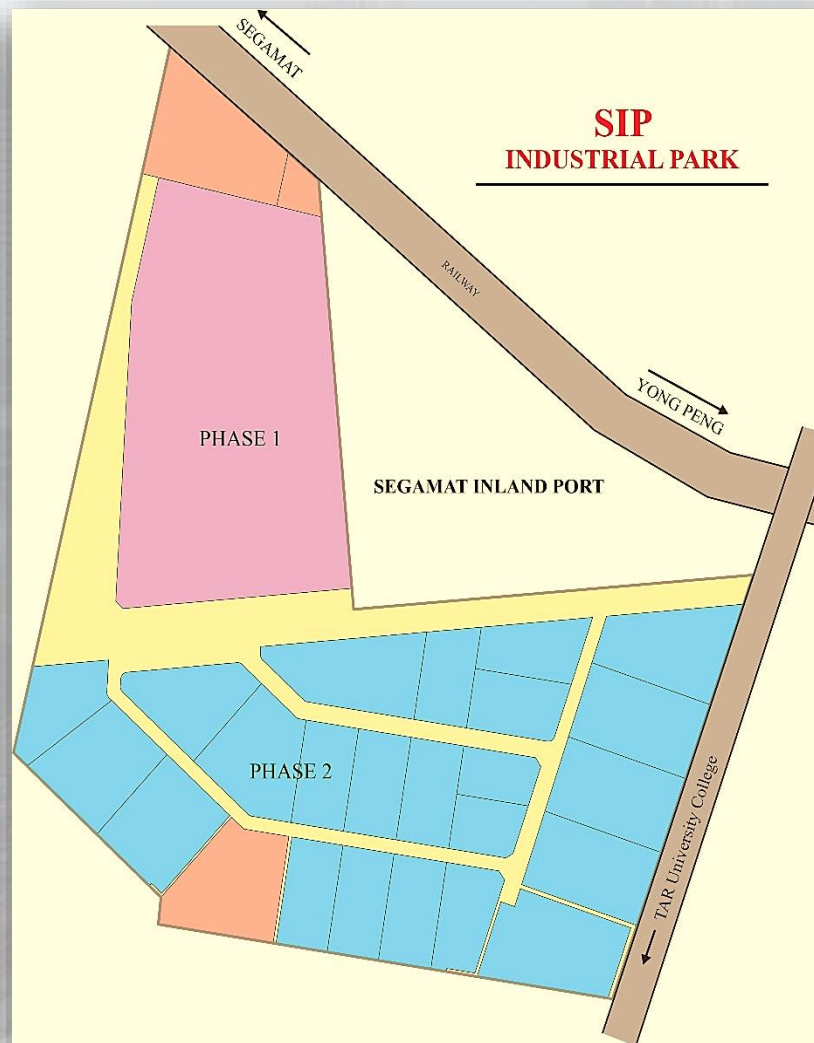 SEGAMAT
SIP
INDUSTRIAL PARK
RAILWAY
YONG PENG
PHASE 1
SEGAMAT INLAND PORT
PHASE 2
TAR University College